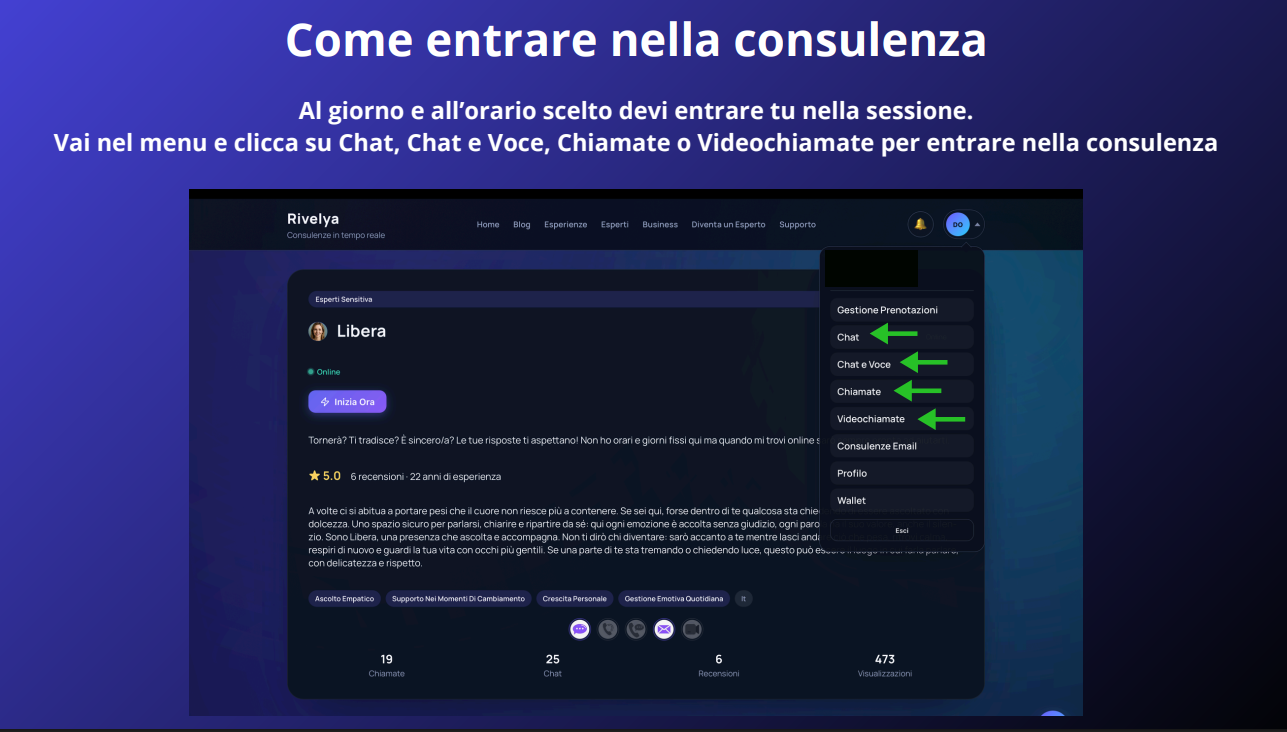 Come entrare nella consulenza
Al giorno e all’orario scelto devi entrare tu nella sessione.
Vai nel menu e clicca su Chat, Chat e Voce, Chiamate o Videochiamate per entrare nella consulenza
Rivelya
Consulenze in tempo reale
Home Blog Esperienze Esperti Business Diventa un Esperto Supporto
DO
Gestione Prenotazioni
Chat
Chat e Voce
Chiamate
Videochiamate
Consulenze Email
Profilo
Wallet
Esci
Esperti Sensitiva
Libera
Online
Inizia Ora
Tornerà? Ti tradisce? È sincero/a? Le tue risposte ti aspettano! Non ho orari e giorni fissi qui ma quando mi trovi online
5.0 6 recensioni · 22 anni di esperienza
A volte ci si abitua a portare pesi che il cuore non riesce più a contenere. Se sei qui, forse dentro di te qualcosa sta
dolcezza. Uno spazio sicuro per parlarsi, chiarire e ripartire da sé: qui ogni emozione è accolta senza giudizio, ogni
zio. Sono Libera, una presenza che ascolta e accompagna. Non ti dirò chi diventare: sarò accanto a te mentre lasci
respiri di nuovo e guardi la tua vita con occhi più gentili. Se una parte di te sta tremando o chiedendo luce, questo può
con delicatezza e rispetto.
Ascolto Empatico Supporto Nei Momenti Di Cambiamento Crescita Personale Gestione Emotiva Quotidiana It
19 25 6 473
Chiamate Chat Recensioni Visualizzazioni